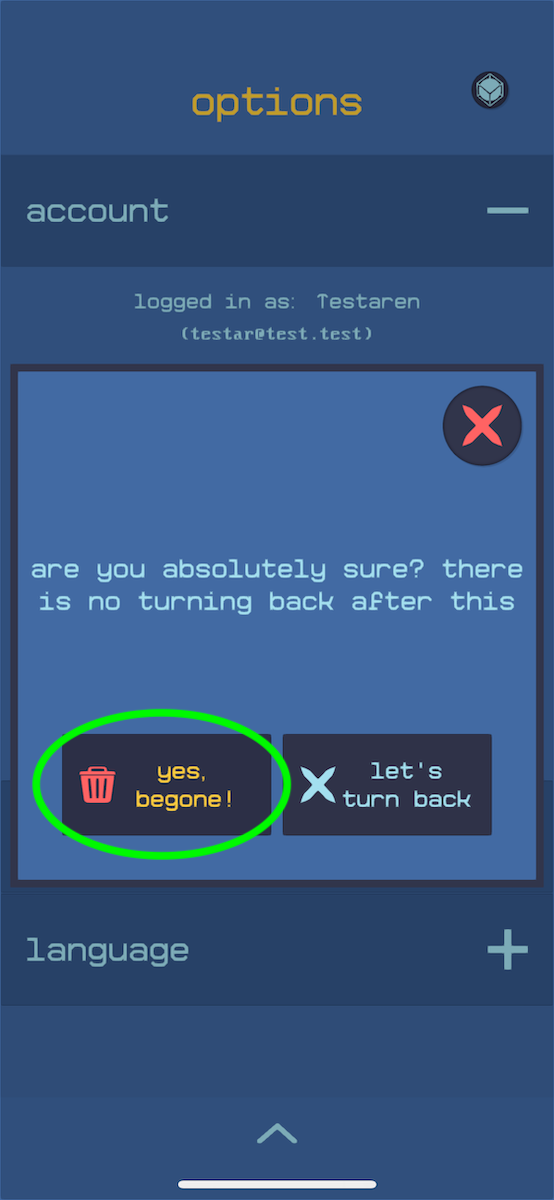 options
account
logged in as: Testaren
(testar@test.test)
are you absolutely sure? there
is no turning back after this
yes,
begone!
let's
turn back
language